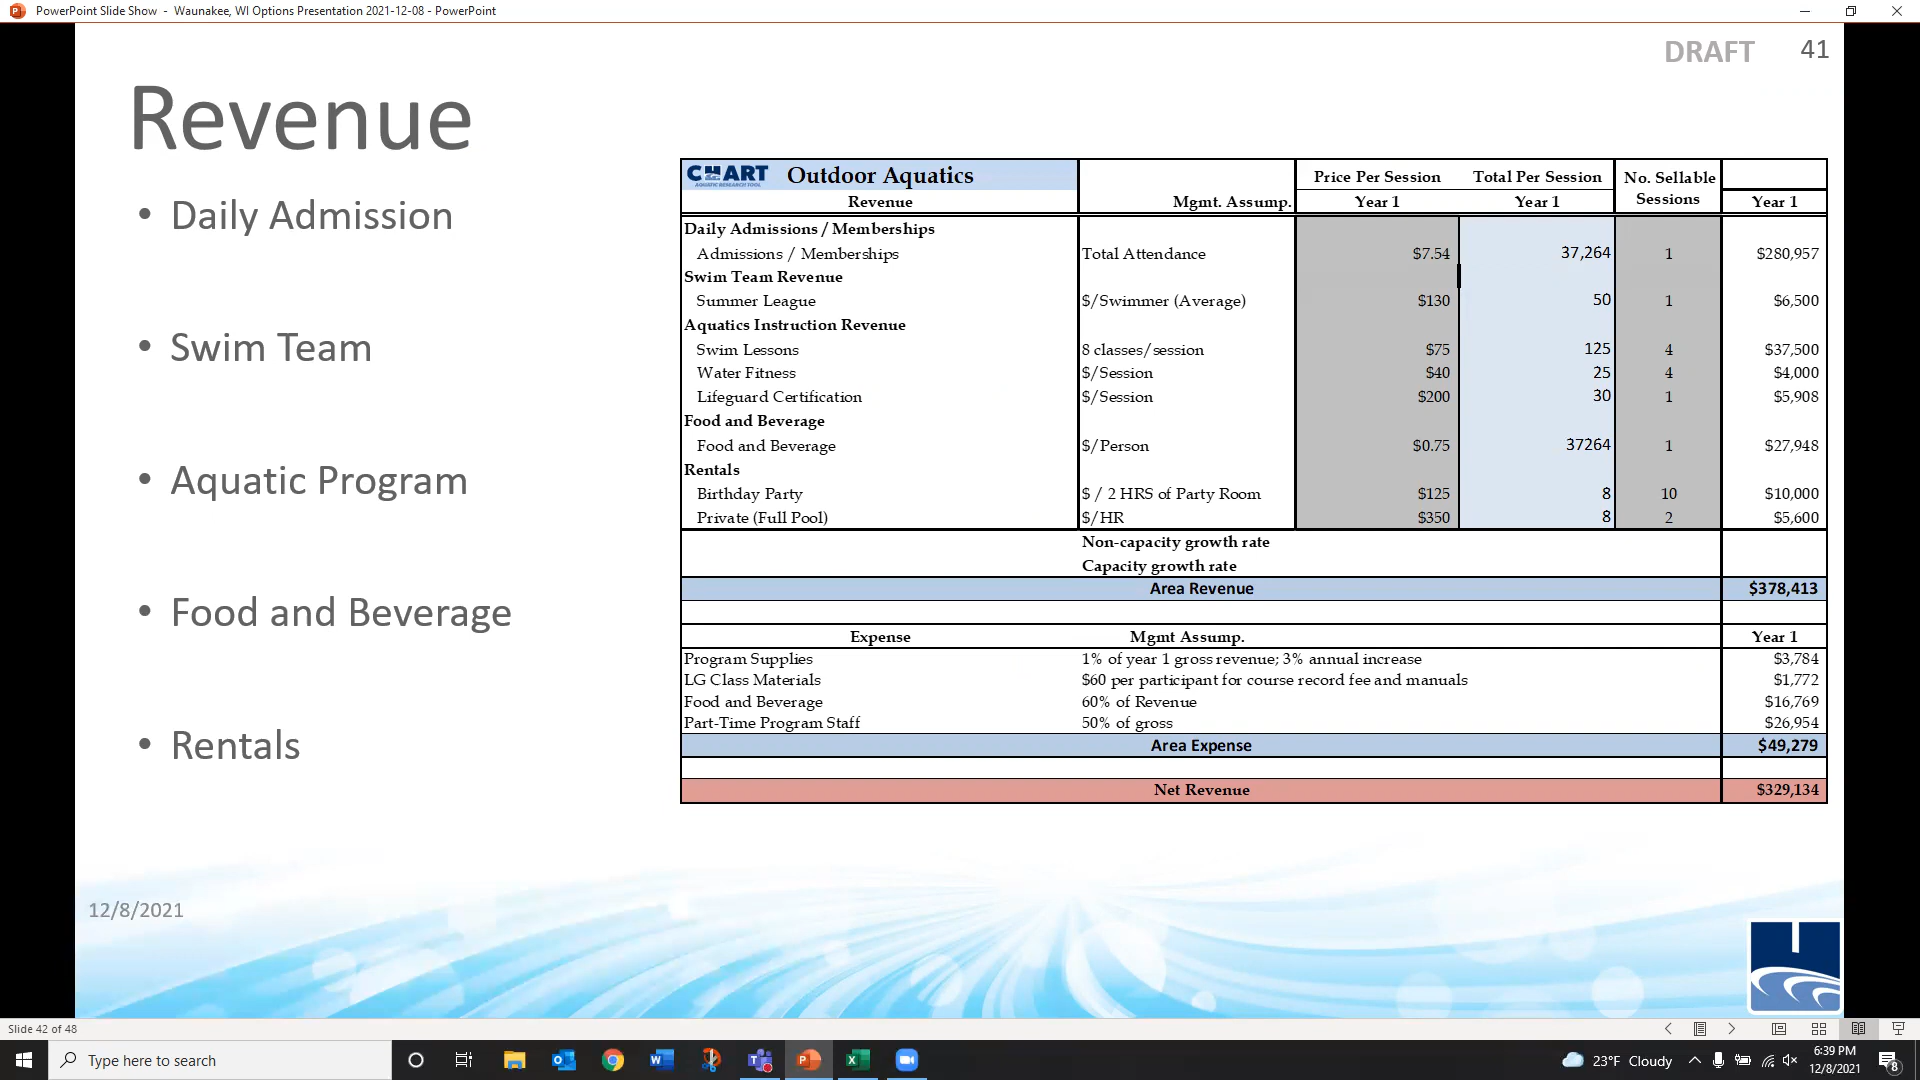 PowerPoint Slide Show - Waunakee, WI Options Presentation 2021-12-08 - PowerPoint
DRAFT 41
Revenue
• Daily Admission
• Swim Team
• Aquatic Program
• Food and Beverage
• Rentals
CHART Outdoor Aquatics Price Per Session Total Per Session No. Sellable Sessions
AQUATIC RESEARCH TOOL
Revenue Mgmt. Assump. Year 1 Year 1 Year 1
Daily Admissions / Memberships
Admissions / Memberships Total Attendance $7.54 37,264 1 $280,957
Swim Team Revenue
Summer League $/Swimmer (Average) $130 50 1 $6,500
Aquatics Instruction Revenue
Swim Lessons 8 classes/session $75 125 4 $37,500
Water Fitness $/Session $40 25 4 $4,000
Lifeguard Certification $/Session $200 30 1 $5,908
Food and Beverage
Food and Beverage $/Person $0.75 37264 1 $27,948
Rentals
Birthday Party $ / 2 HRS of Party Room $125 8 10 $10,000
Private (Full Pool) $/HR $350 8 2 $5,600
Non-capacity growth rate
Capacity growth rate
Area Revenue $378,413
Expense Mgmt Assump. Year 1
Program Supplies 1% of year 1 gross revenue; 3% annual increase $3,784
LG Class Materials $60 per participant for course record fee and manuals $1,772
Food and Beverage 60% of Revenue $16,769
Part-Time Program Staff 50% of gross $26,954
Area Expense $49,279
Net Revenue $329,134
12/8/2021
Slide 42 of 48
Type here to search
23°F Cloudy
6:39 PM
12/8/2021
8